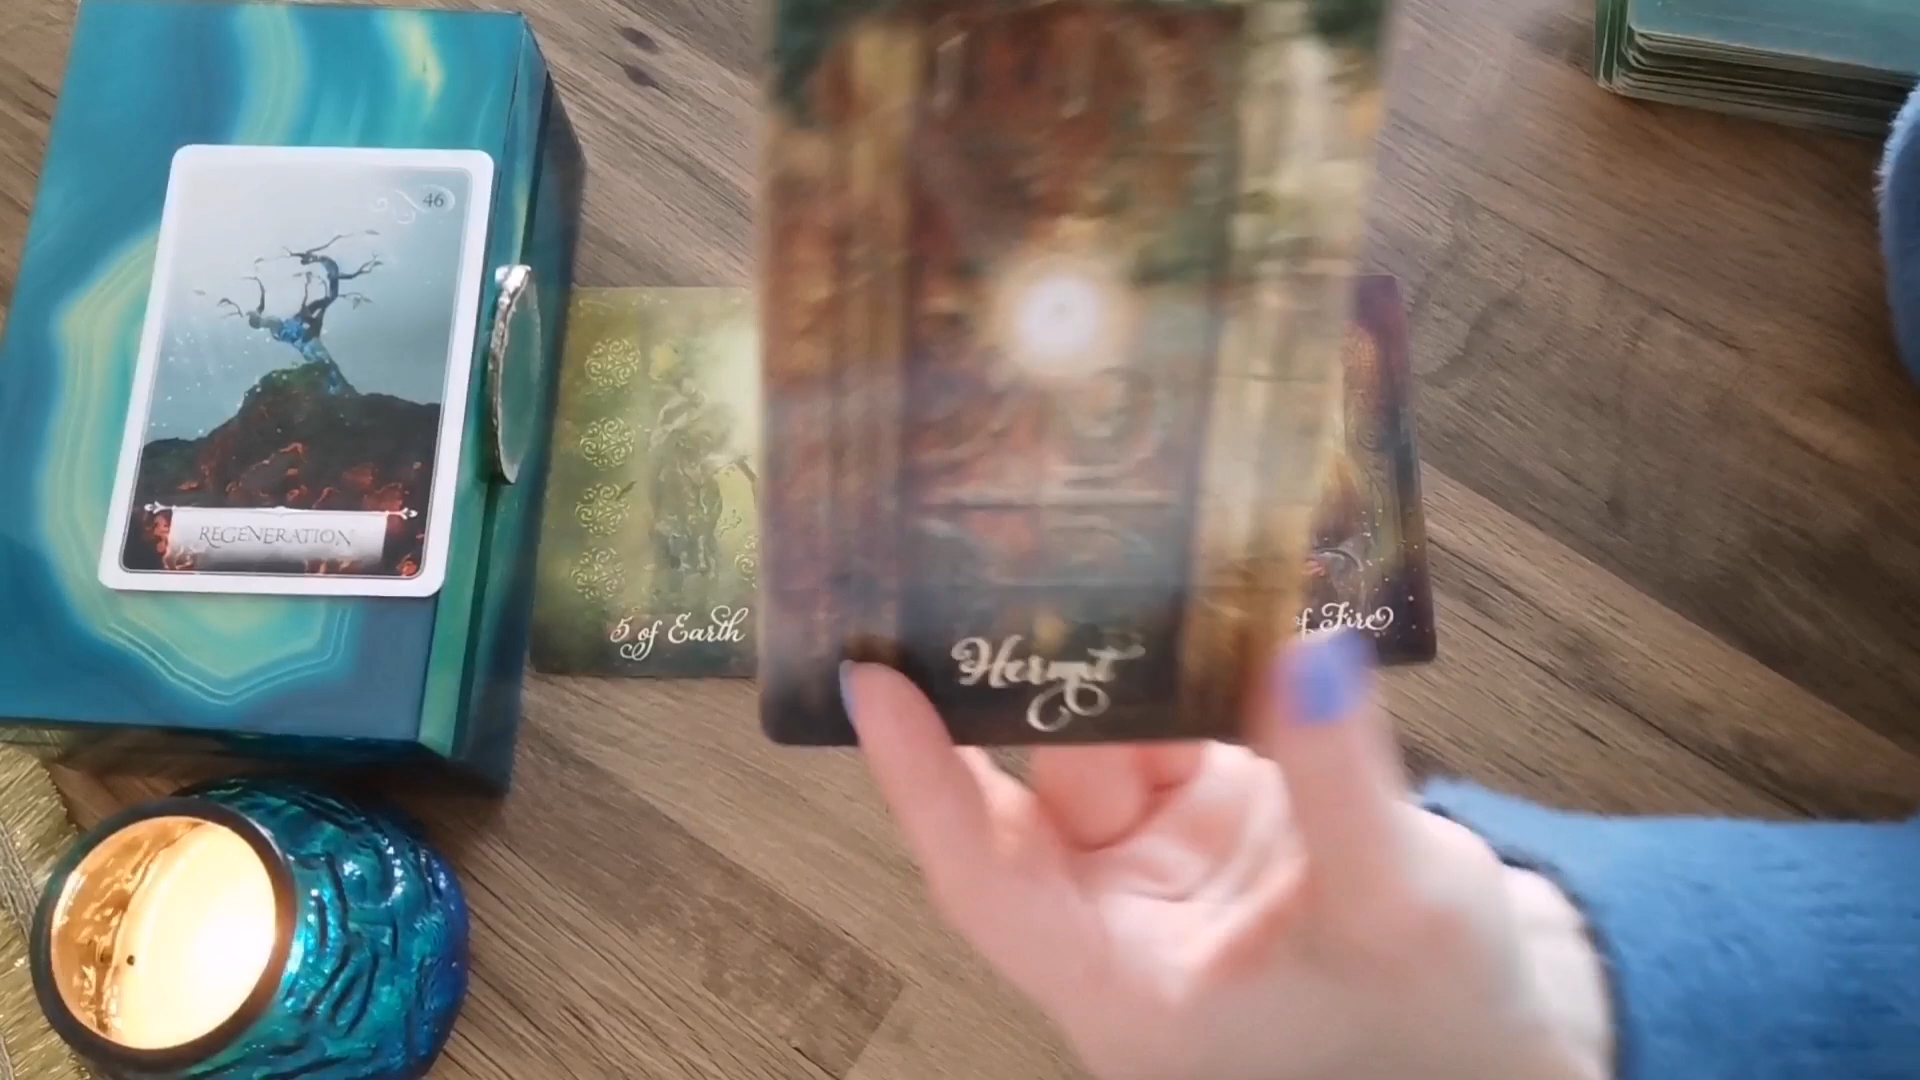 46
REGENERATION
5 of Earth
Hermit
of Fire